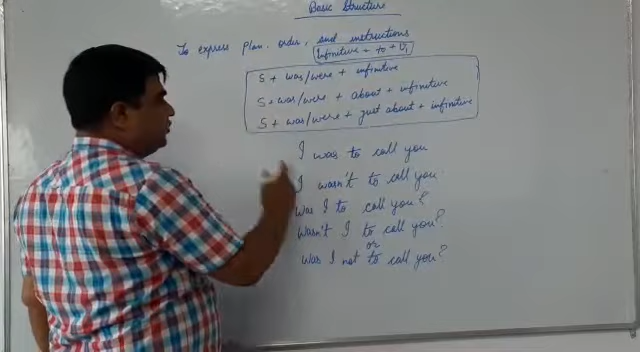 Basic Structure
To express plan, order, and instructions
Infinitive = to + V1
S + was/were + infinitive
S + was/were + about + infinitive
S + was/were + just about + infinitive
I was to call you
I wasn't to call you
Was I to call you?
Wasn't I to call you?
or
Was I not to call you?